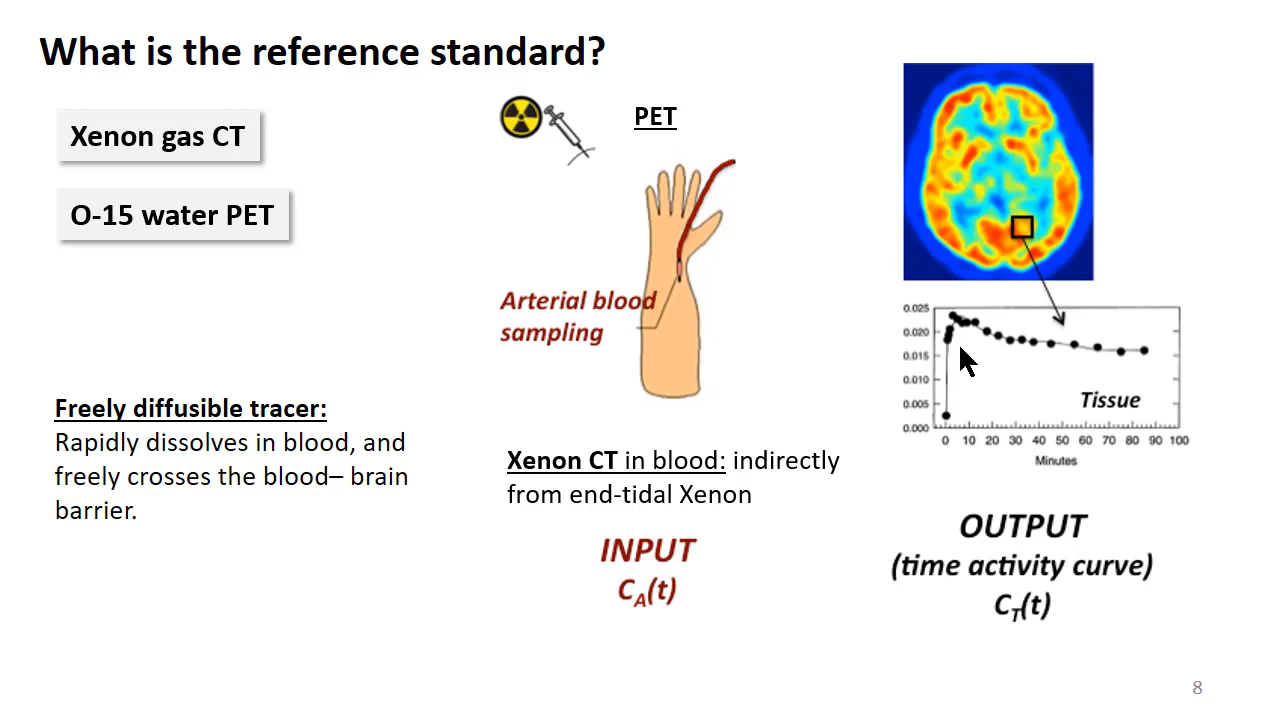 What is the reference standard?
Xenon gas CT
O-15 water PET
Freely diffusible tracer:
Rapidly dissolves in blood, and
freely crosses the blood– brain
barrier.
PET
Arterial blood
sampling
Xenon CT in blood: indirectly
from end-tidal Xenon
INPUT
CA(t)
0.025
0.020
0.015
0.010
0.005
0.000
Tissue
0 10 20 30 40 50 60 70 80 90 100
Minutes
OUTPUT
(time activity curve)
CT(t)
8